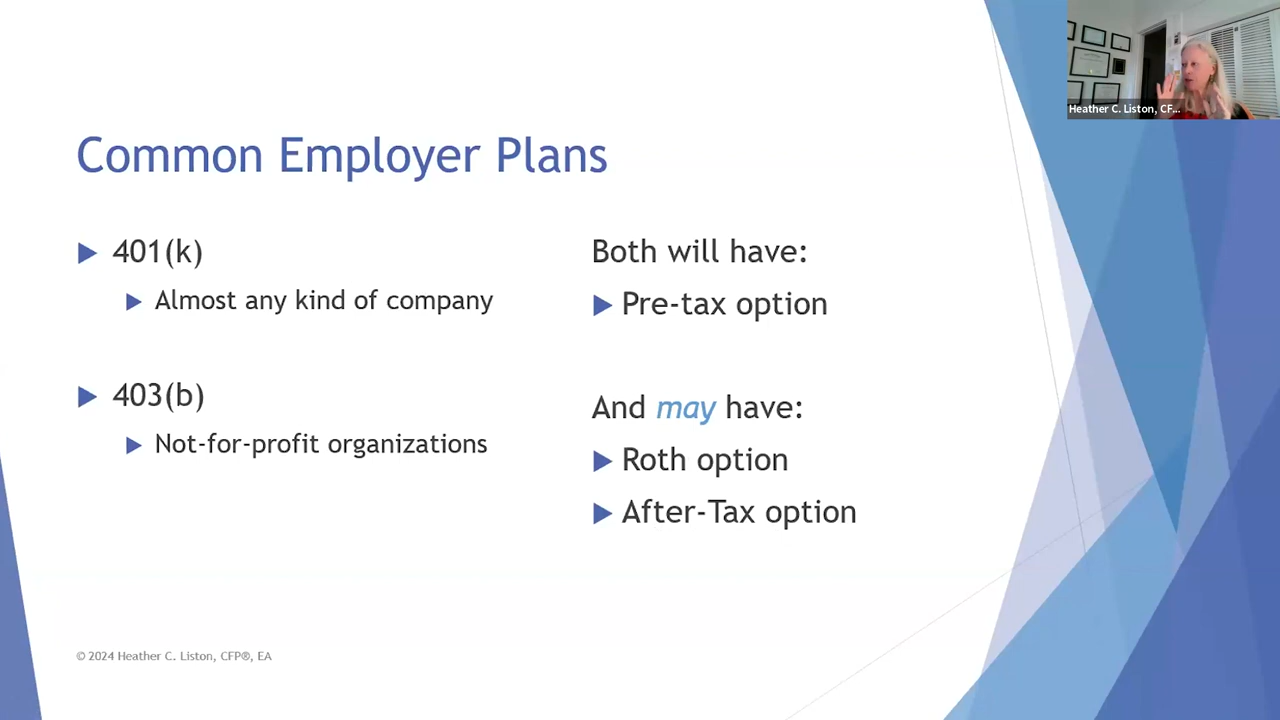 Heather C. Liston, CF...
Common Employer Plans
401(k)
Almost any kind of company
403(b)
Not-for-profit organizations
Both will have:
Pre-tax option
And may have:
Roth option
After-Tax option
© 2024 Heather C. Liston, CFP®, EA